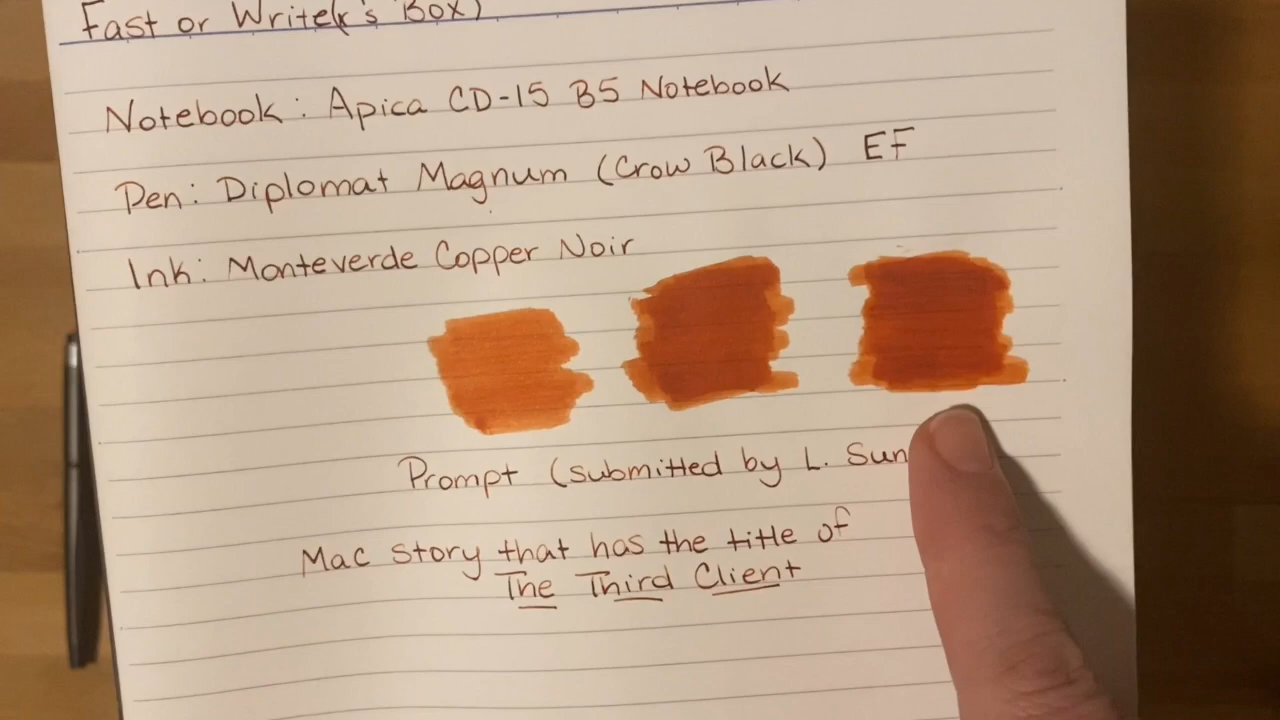 Fast or Writer's Box)
Notebook: Apica CD-15 B5 Notebook
Pen: Diplomat Magnum (Crow Black) EF
Ink: Monteverde Copper Noir
Prompt (submitted by L. Sun
Mac story that has the title of
The Third Client